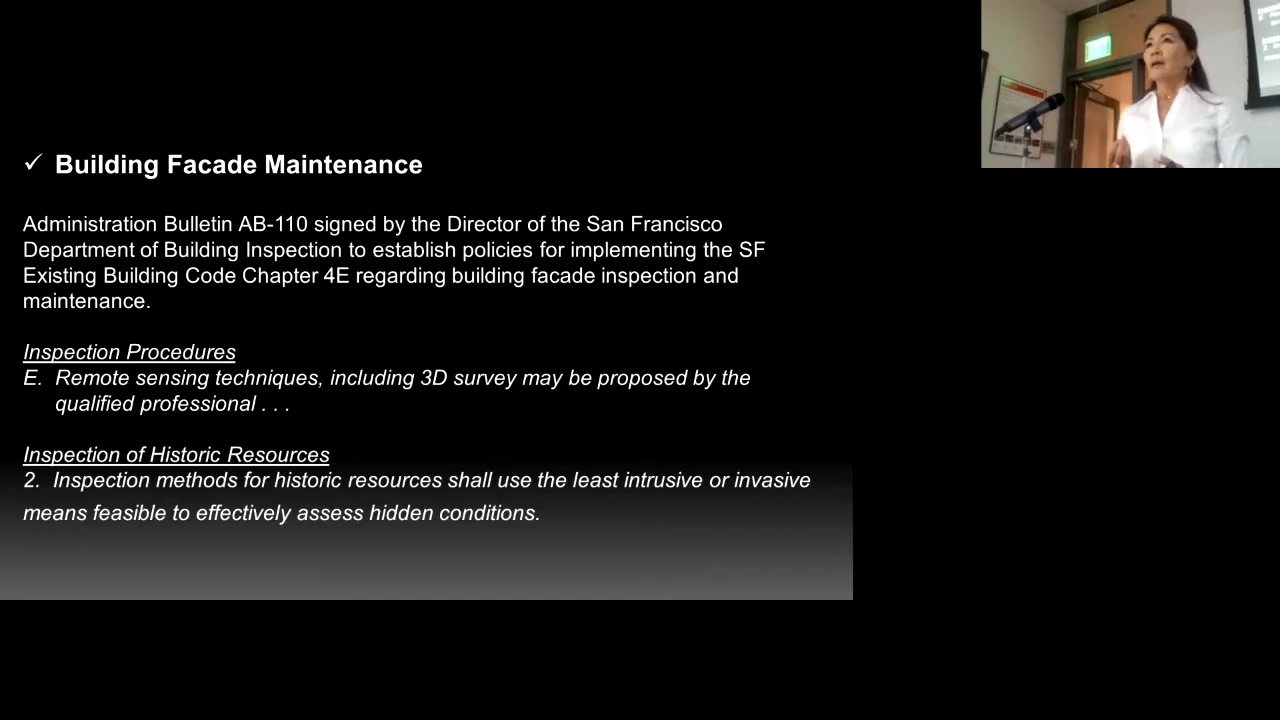 ✓ Building Facade Maintenance
Administration Bulletin AB-110 signed by the Director of the San Francisco
Department of Building Inspection to establish policies for implementing the SF
Existing Building Code Chapter 4E regarding building facade inspection and
maintenance.
Inspection Procedures
E. Remote sensing techniques, including 3D survey may be proposed by the
qualified professional . . .
Inspection of Historic Resources
2. Inspection methods for historic resources shall use the least intrusive or invasive
means feasible to effectively assess hidden conditions.
EXIT